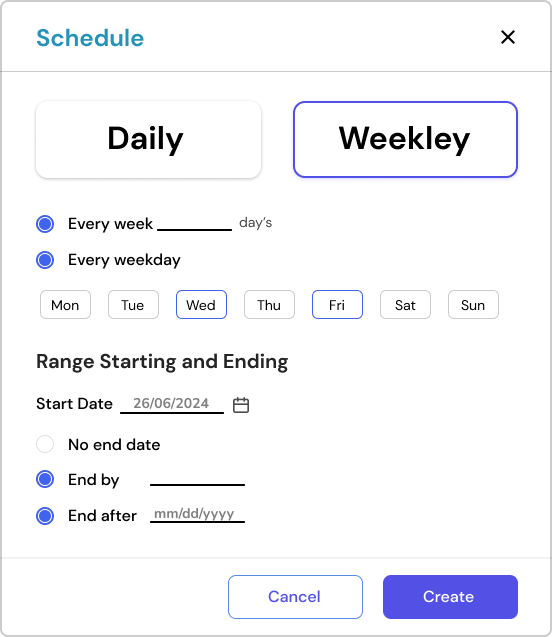 Schedule
Daily Weekley
Every week day's
Every weekday
Mon Tue Wed Thu Fri Sat Sun
Range Starting and Ending
Start Date 26/06/2024
No end date
End by
End after mm/dd/yyyy
Cancel Create